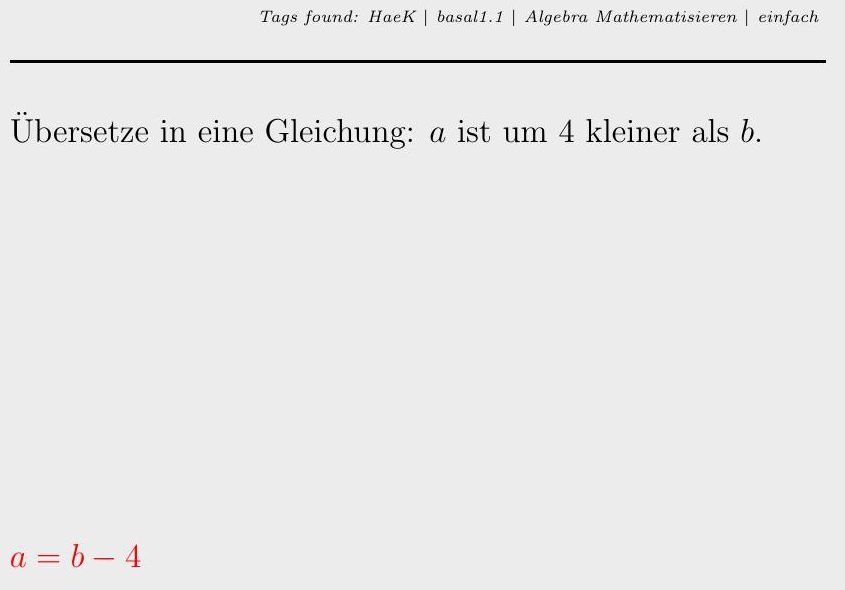 Tags found: HaeK | basal1.1 | Algebra Mathematisieren | einfach
Übersetze in eine Gleichung: a ist um 4 kleiner als b.
a = b − 4